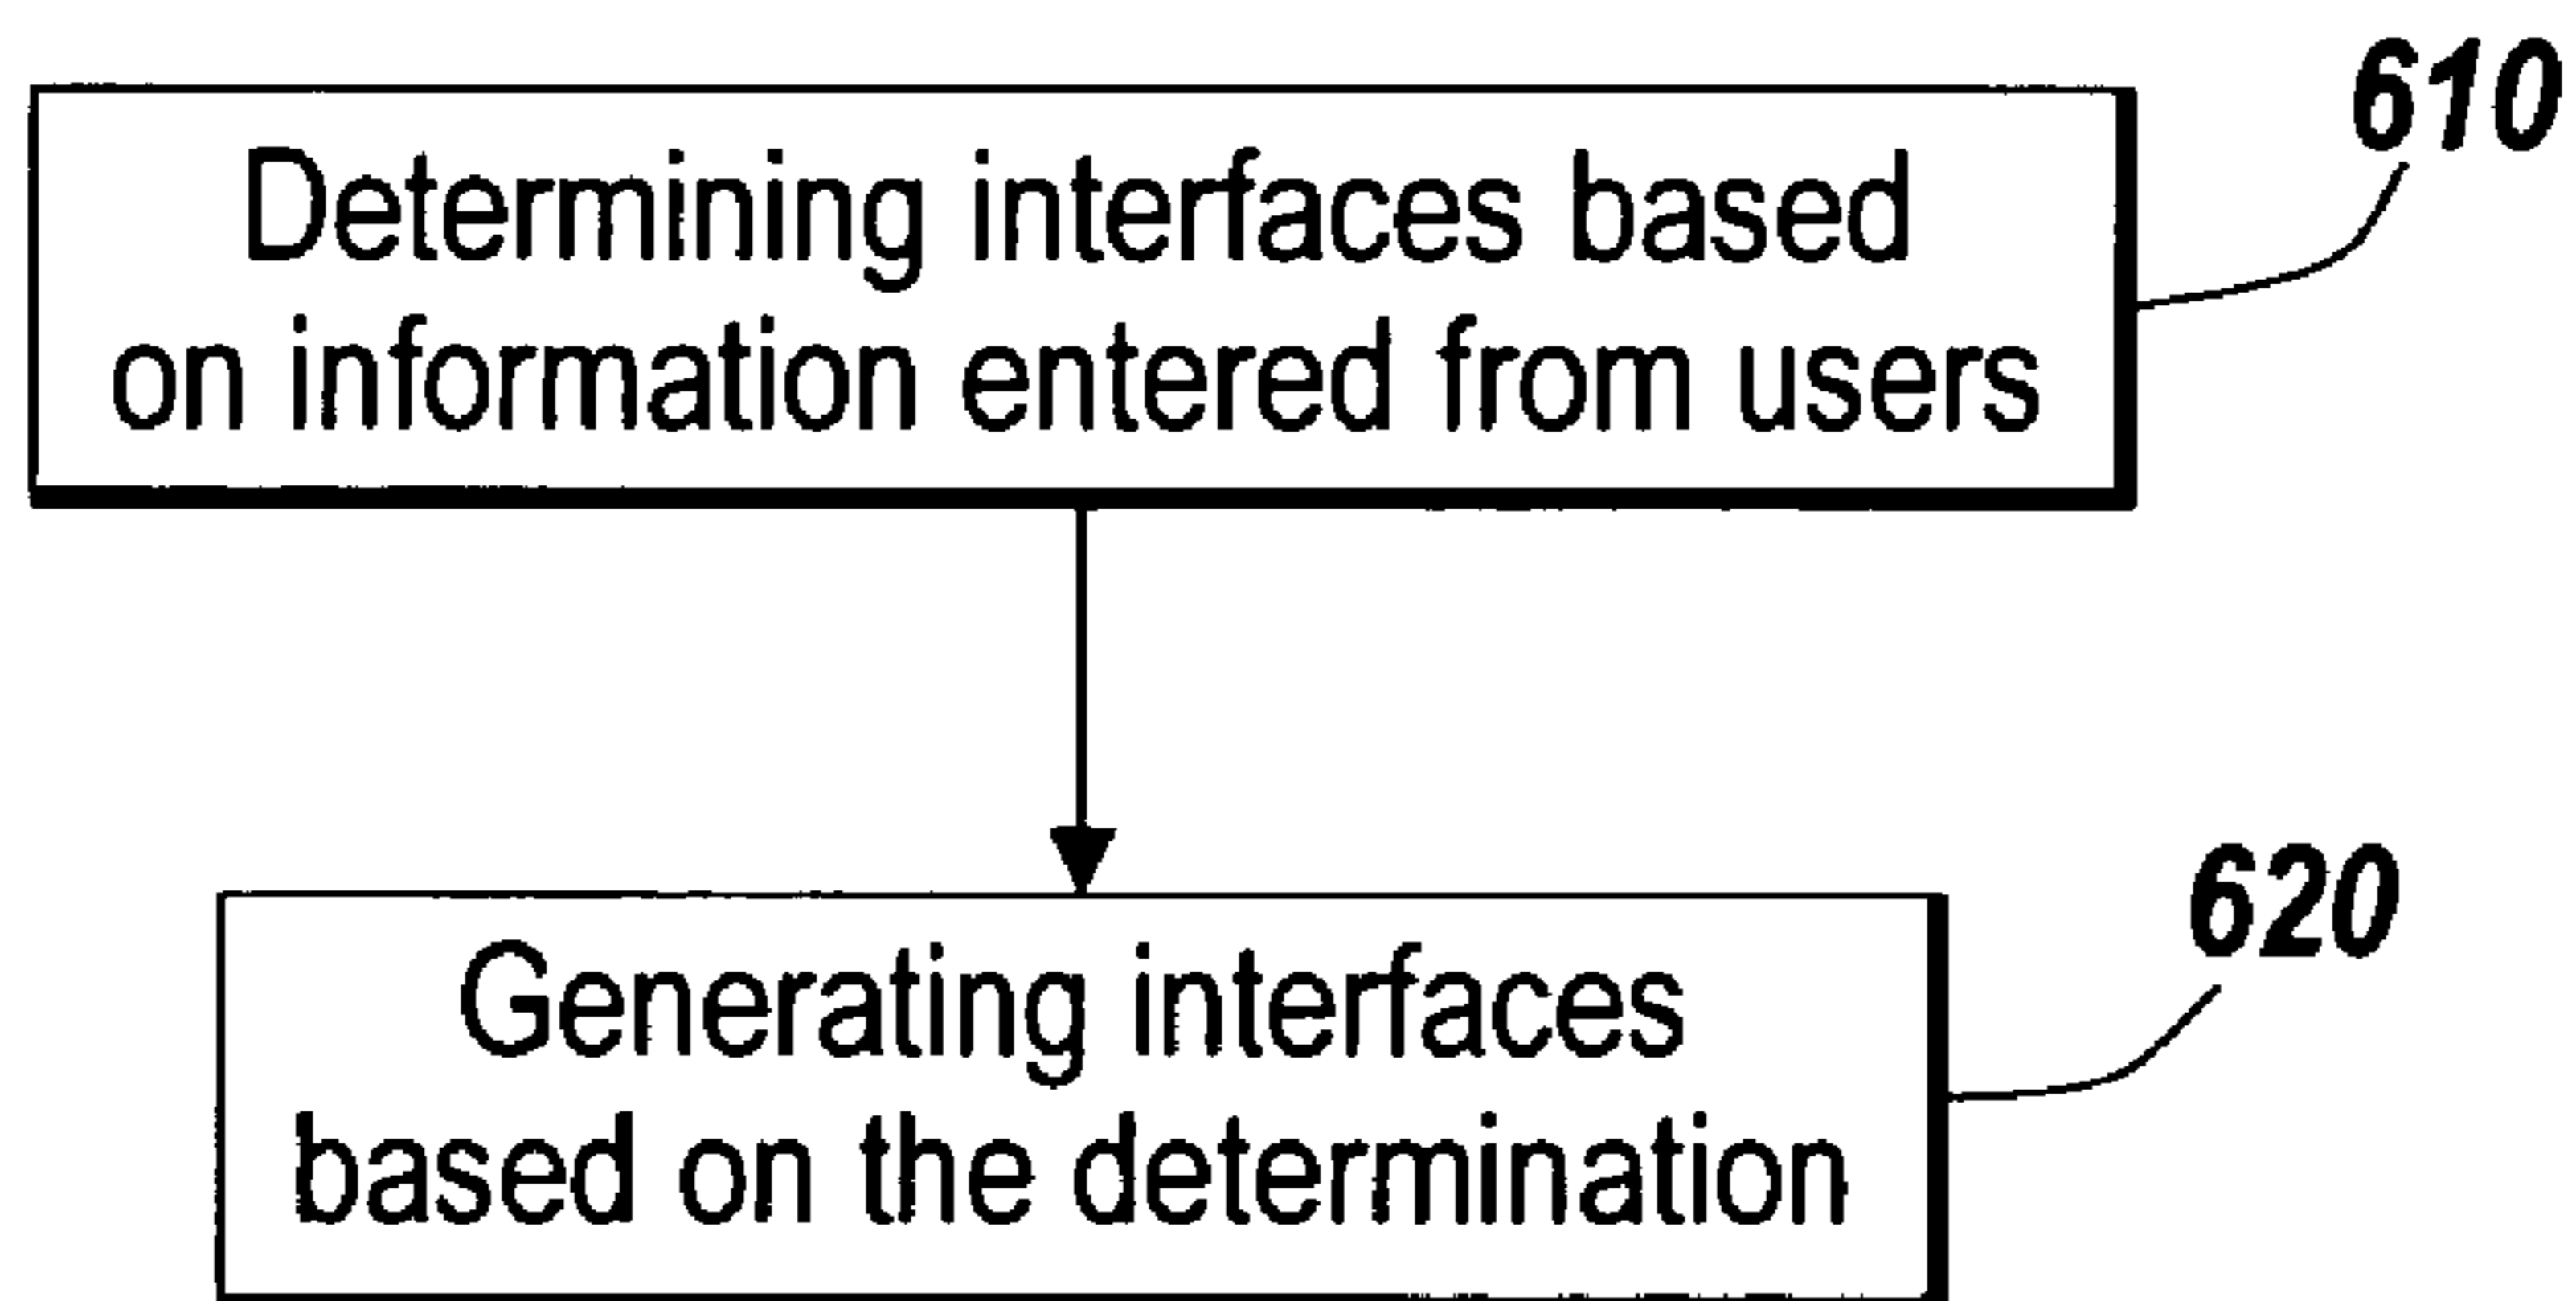 610
Determining interfaces based
on information entered from users
620
Generating interfaces
based on the determination